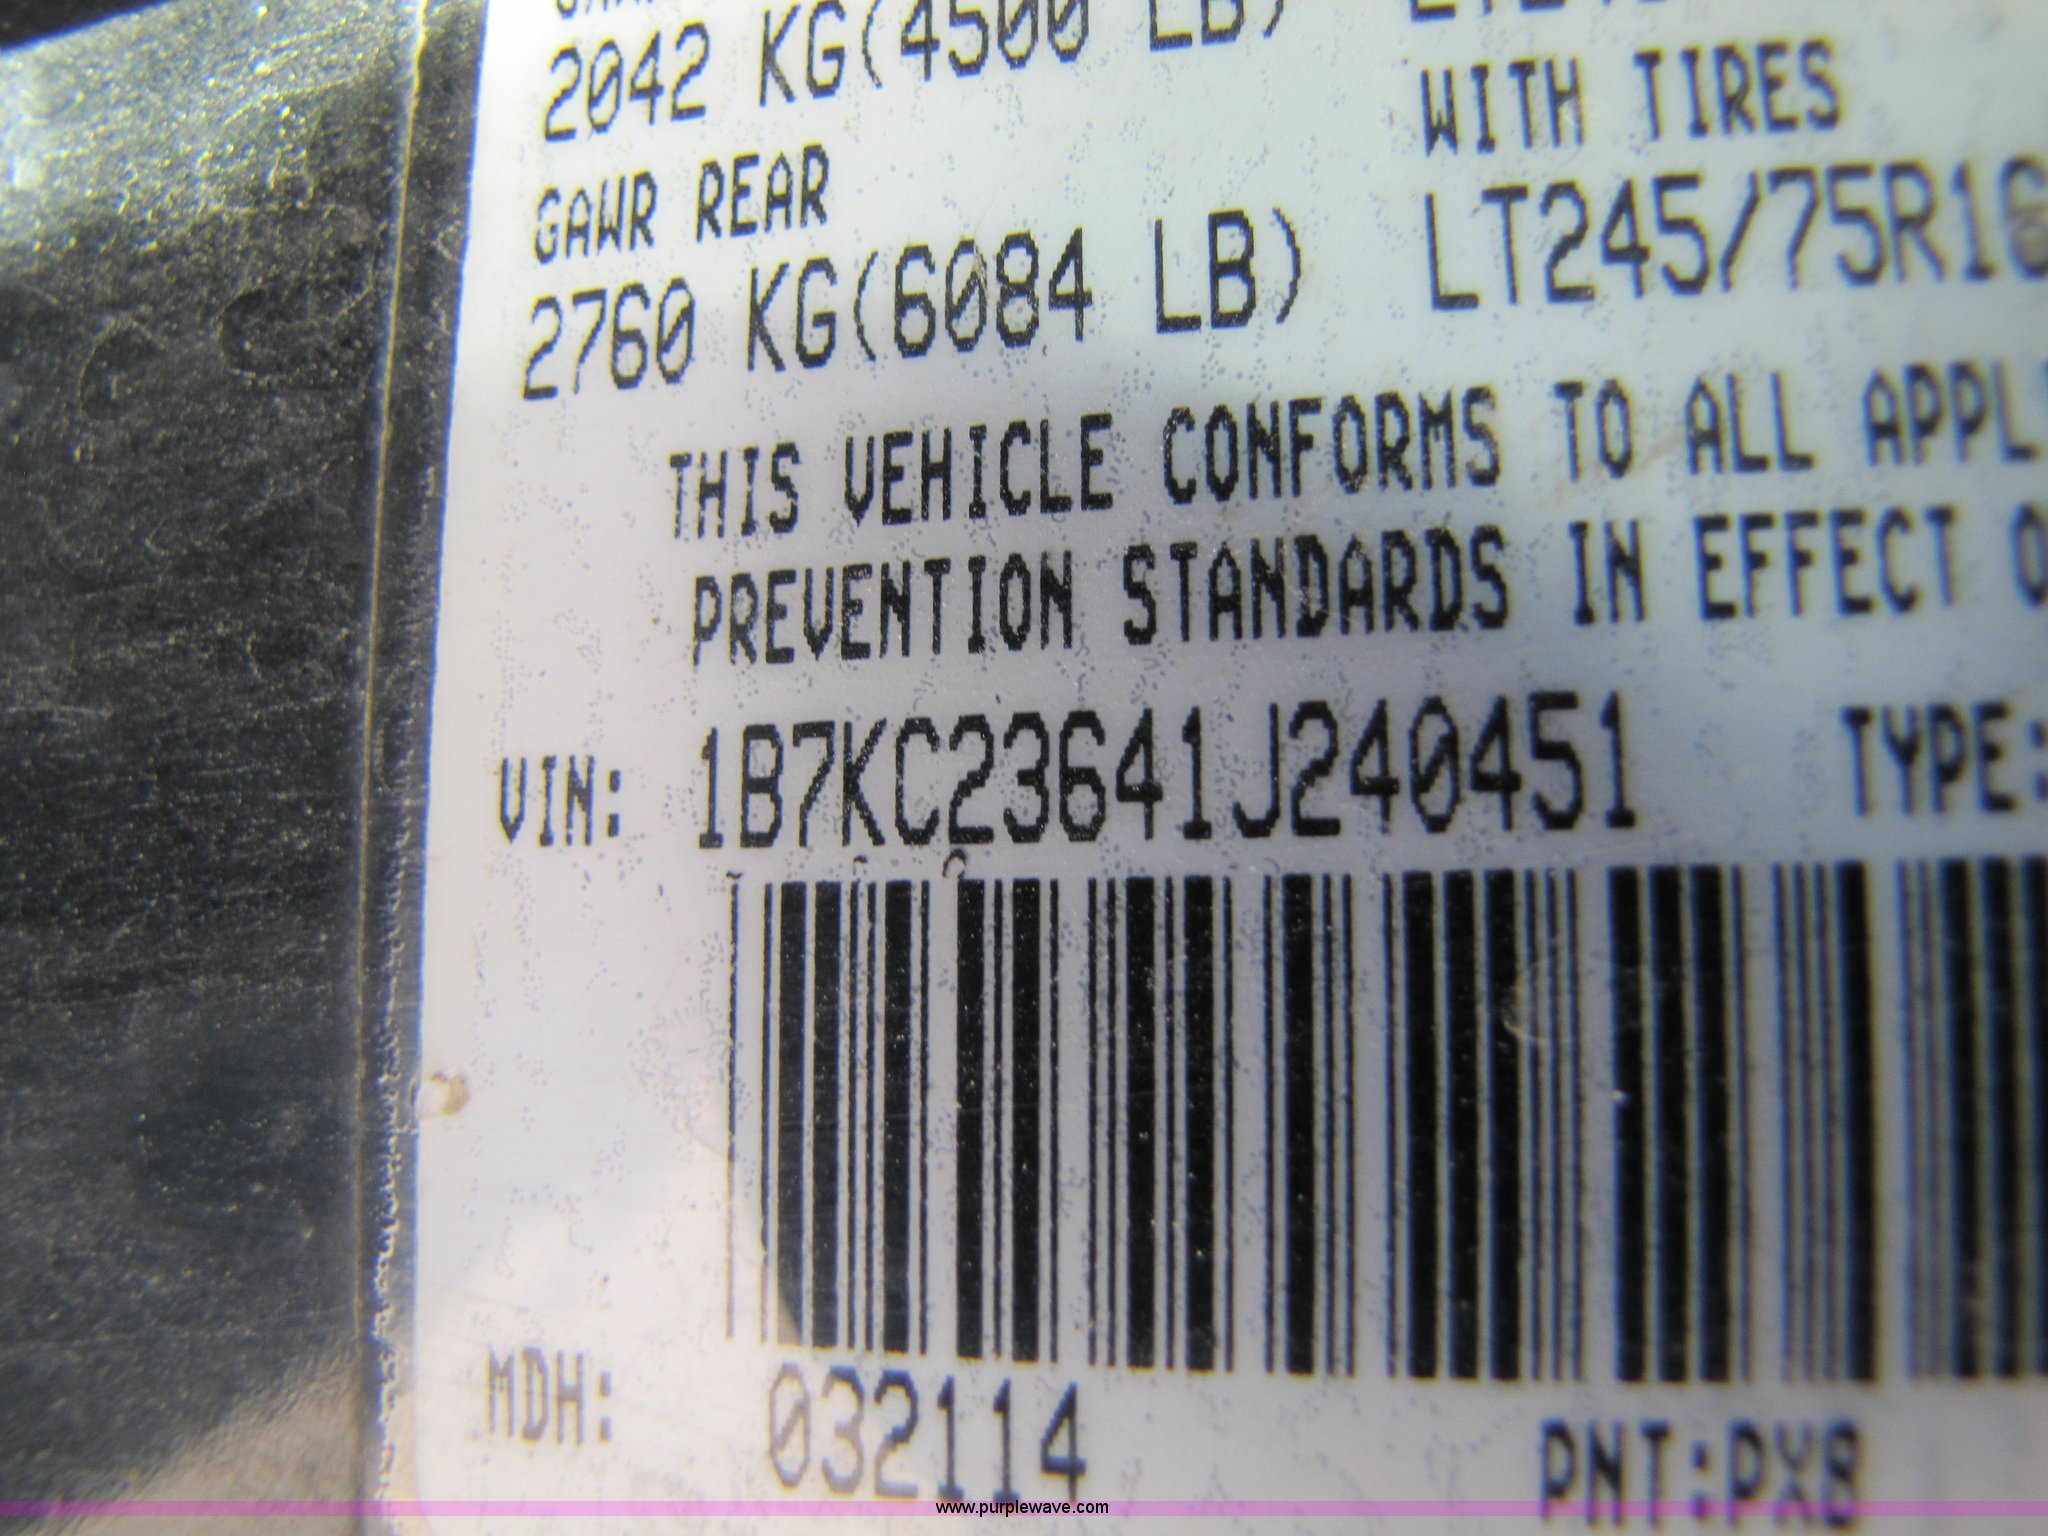 2042 KG(4500 LB)
WITH TIRES
GAWR REAR
2760 KG(6084 LB) LT245/75R16
THIS VEHICLE CONFORMS TO ALL APPL
PREVENTION STANDARDS IN EFFECT O
VIN: 1B7KC23641J240451 TYPE:
MDH: 032114
PNT:PX8
www.purplewave.com